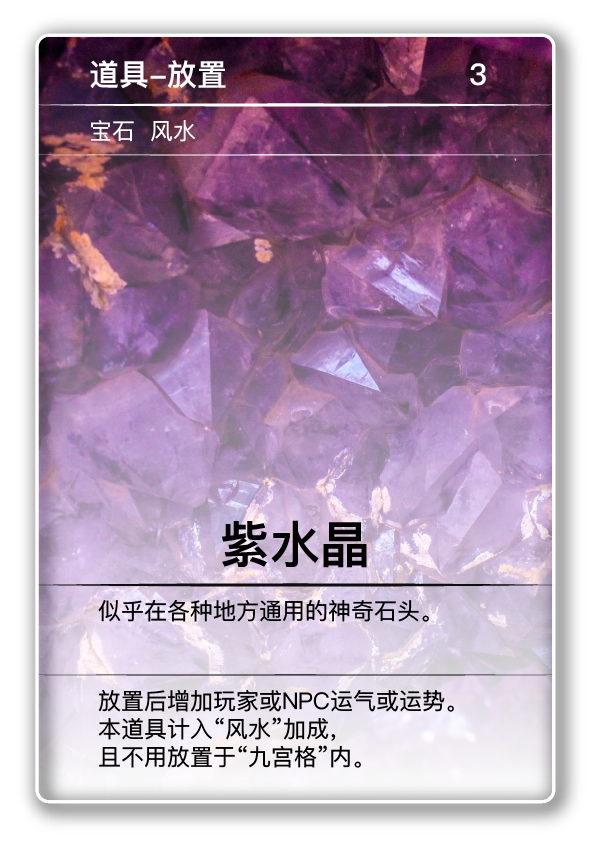 道具-放置 3
宝石 风水
紫水晶
似乎在各种地方通用的神奇石头。
放置后增加玩家或NPC运气或运势。
本道具计入“风水”加成，
且不用放置于“九宫格”内。